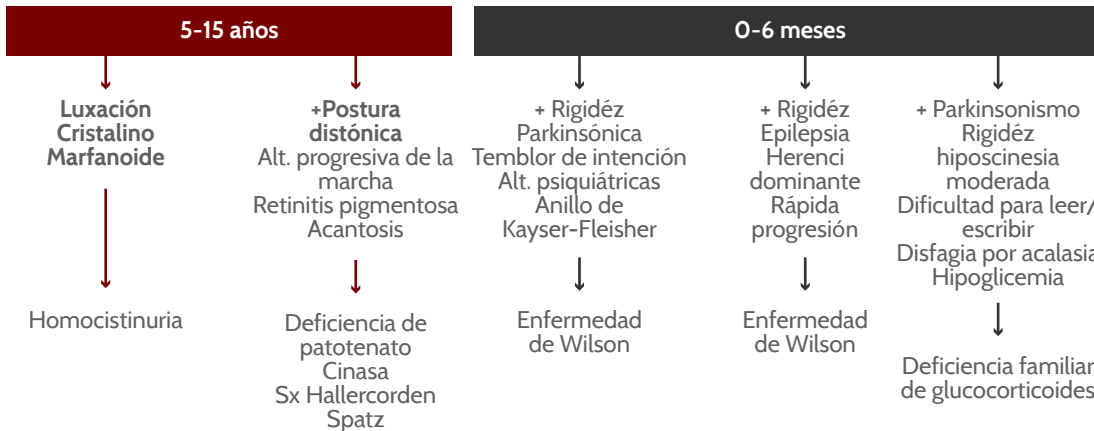 5-15 años
Luxación
Cristalino
Marfanoide
Homocistinuria
+Postura
distónica
Alt. progresiva de la
marcha
Retinitis pigmentosa
Acantosis
Deficiencia de
patotenato
Cinasa
Sx Hallercorden
Spatz
0-6 meses
+ Rigidéz
Parkinsónica
Temblor de intención
Alt. psiquiátricas
Anillo de
Kayser-Fleisher
Enfermedad
de Wilson
+ Rigidéz
Epilepsia
Herenci
dominante
Rápida
progresión
Enfermedad
de Wilson
+ Parkinsonismo
Rigidéz
hiposcinesia
moderada
Dificultad para leer/
escribir
Disfagia por acalasia
Hipoglicemia
Deficiencia familiar
de glucocorticoides